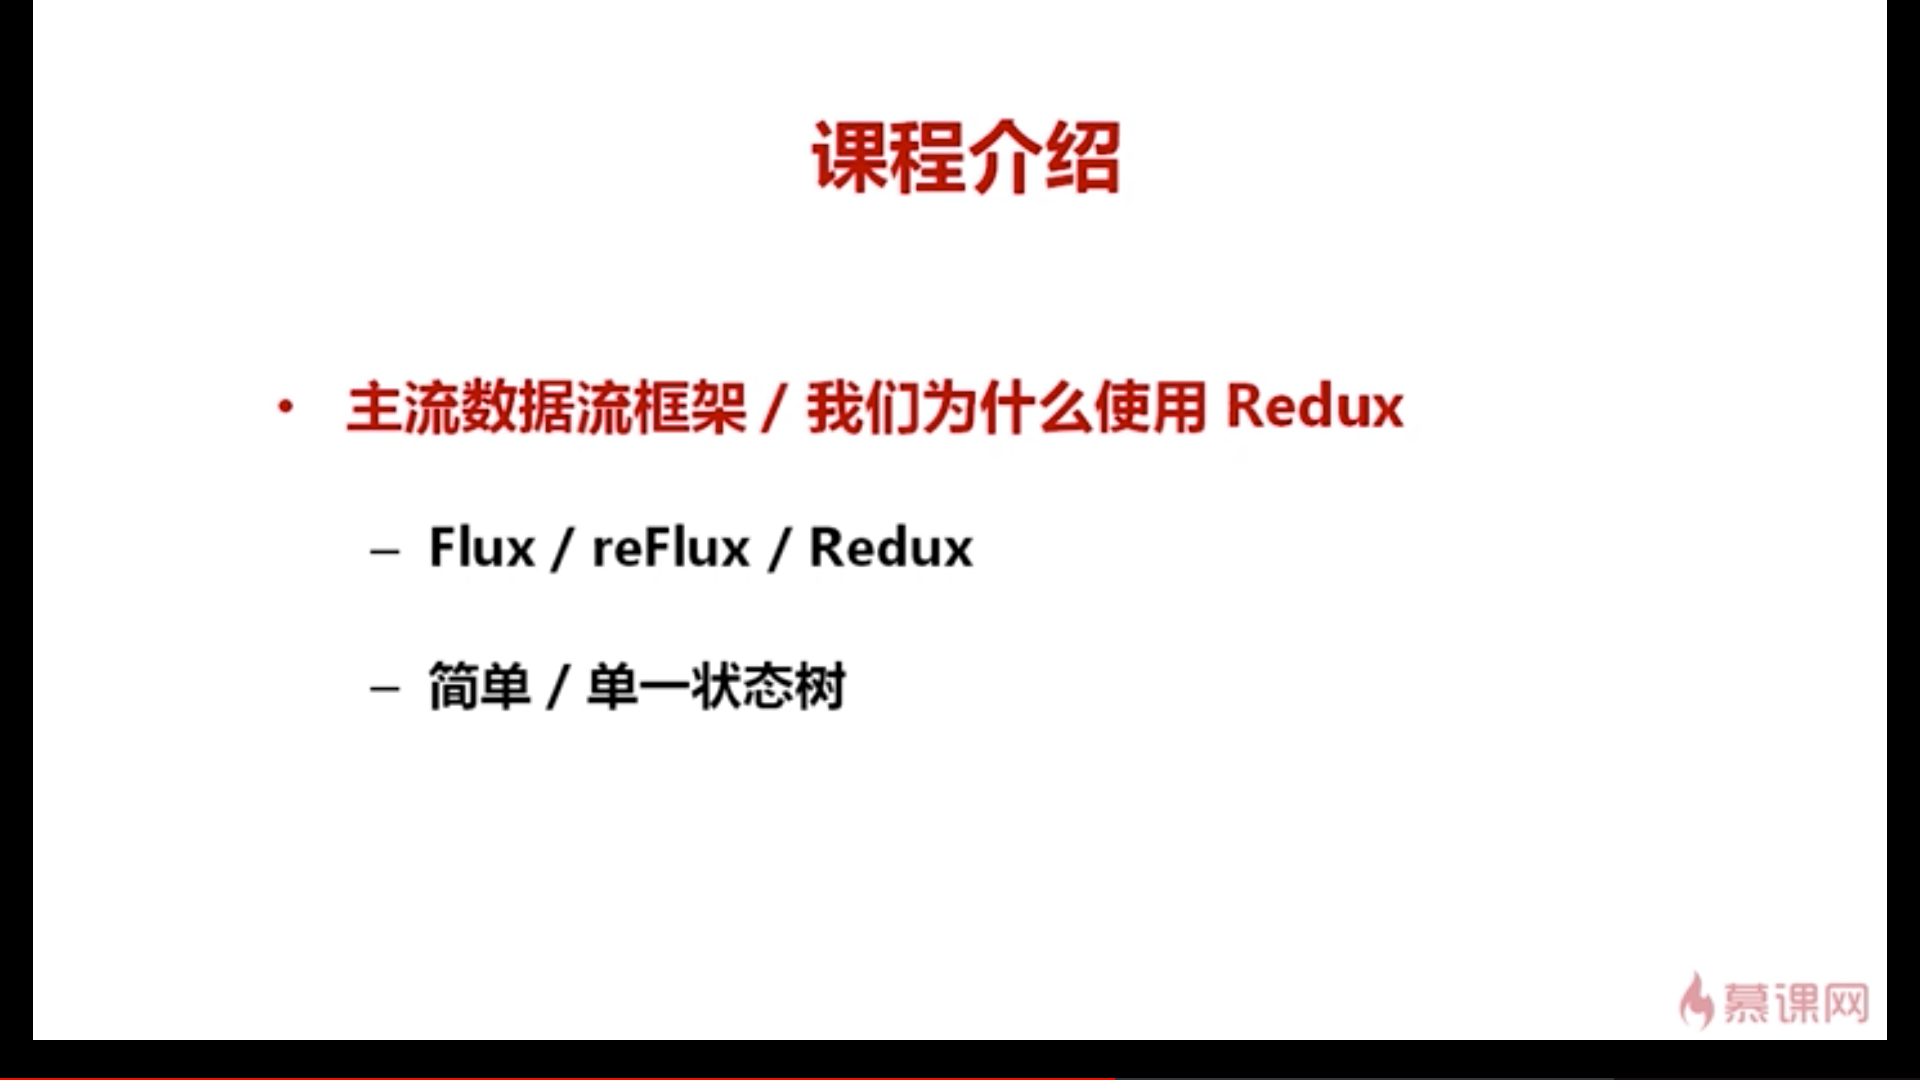 课程介绍
• 主流数据流框架 / 我们为什么使用 Redux
– Flux / reFlux / Redux
– 简单 / 单一状态树
慕课网